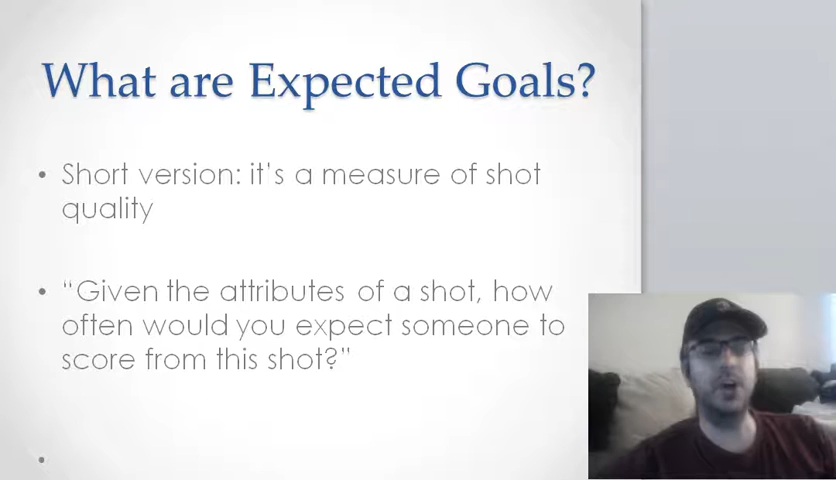 What are Expected Goals?
• Short version: it's a measure of shot
quality
• “Given the attributes of a shot, how
often would you expect someone to
score from this shot?”
•